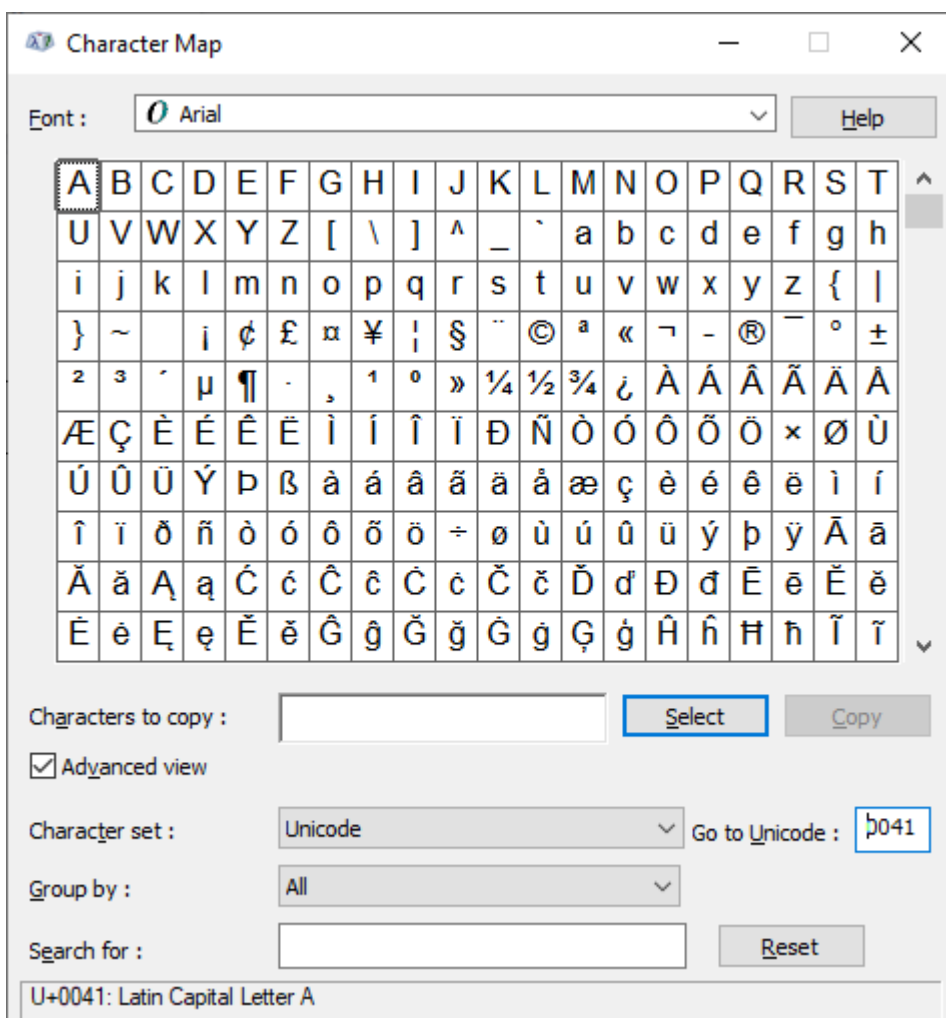 Character Map
Font : O Arial Help
A B C D E F G H I J K L M N O P Q R S T
U V W X Y Z [ \ ] ^ _ ` a b c d e f g h
i j k l m n o p q r s t u v w x y z { |
} ~ ¡ ¢ £ ¤ ¥ ¦ § ¨ © ª « ¬ - ® ¯ ° ±
² ³ ´ µ ¶ · ¸ ¹ º » ¼ ½ ¾ ¿ À Á Â Ã Ä Å
Æ Ç È É Ê Ë Ì Í Î Ï Ð Ñ Ò Ó Ô Õ Ö × Ø Ù
Ú Û Ü Ý Þ ß à á â ã ä å æ ç è é ê ë ì í
î ï ð ñ ò ó ô õ ö ÷ ø ù ú û ü ý þ ÿ Ā ā
Ă ă Ą ą Ć ć Ĉ ĉ Ċ ċ Č č Ď ď Đ đ Ē ē Ĕ ĕ
Ė ė Ę ę Ě ě Ĝ ĝ Ğ ğ Ġ ġ Ģ ģ Ĥ ĥ Ħ ħ Ĩ ĩ
Characters to copy : Select Copy
Advanced view
Character set : Unicode Go to Unicode : 0041
Group by : All
Search for : Reset
U+0041: Latin Capital Letter A